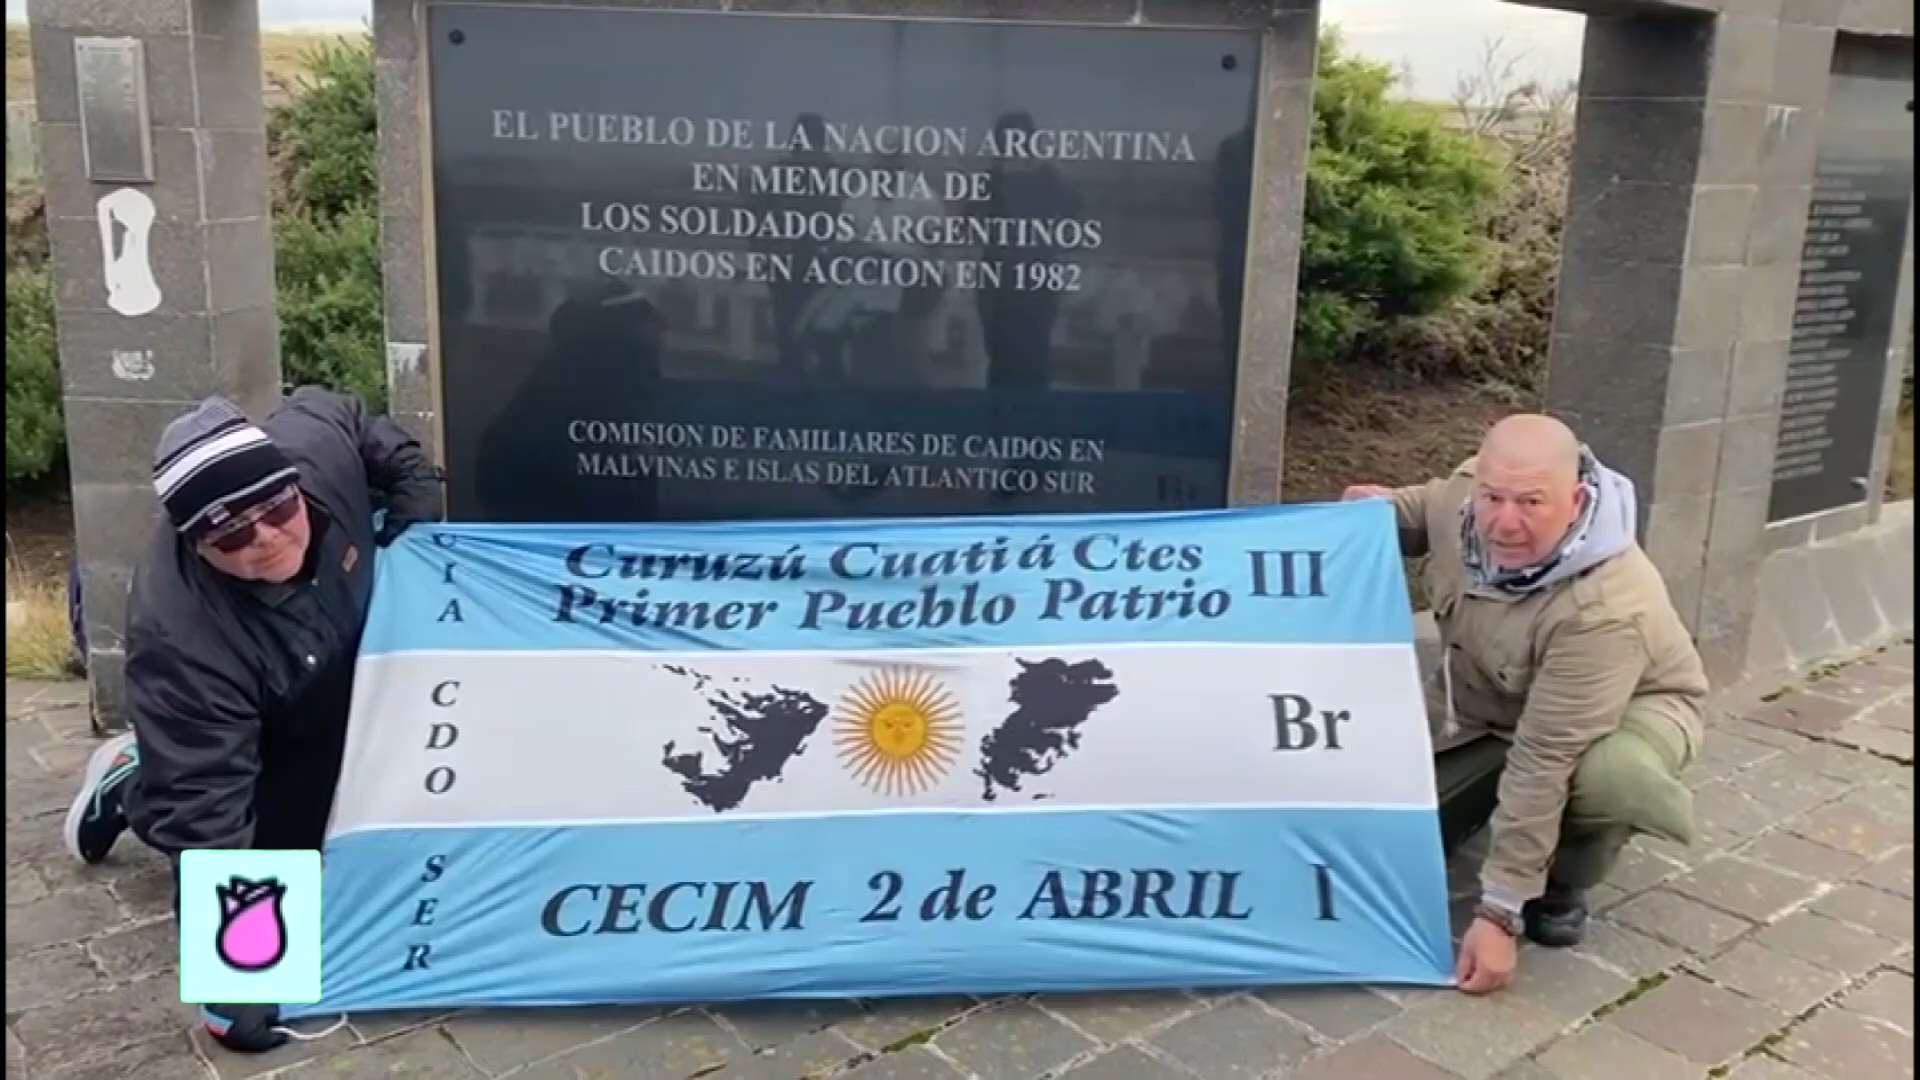 EL PUEBLO DE LA NACION ARGENTINA
EN MEMORIA DE
LOS SOLDADOS ARGENTINOS
CAIDOS EN ACCION EN 1982
COMISION DE FAMILIARES DE CAIDOS EN
MALVINAS E ISLAS DEL ATLANTICO SUR
Curuzú Cuatiá Ctes
Primer Pueblo Patrio
III
CIA
CDO
SER
Br
CECIM 2 de ABRIL
I